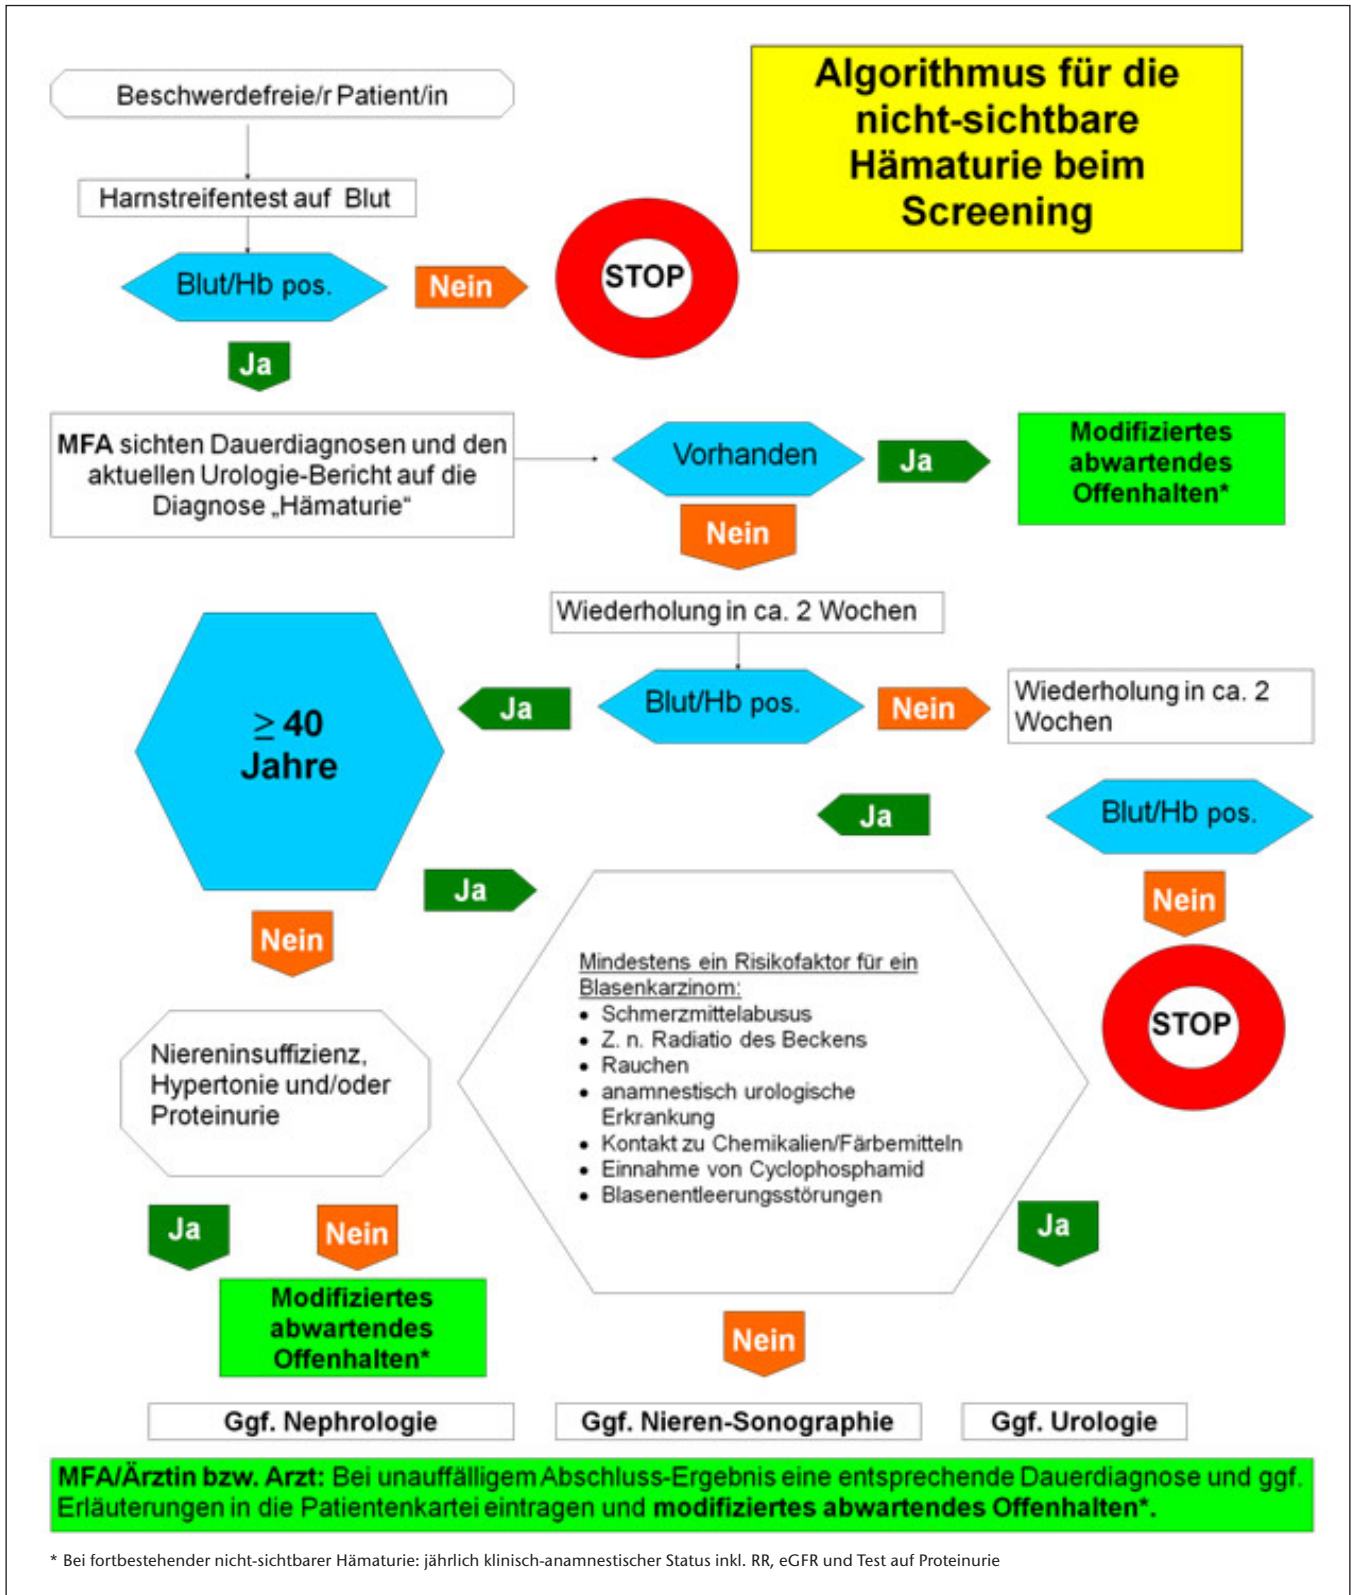 Algorithmus für die
nicht-sichtbare
Hämaturie beim
Screening
Beschwerdefreie/r Patient/in
Harnstreifentest auf Blut
Blut/Hb pos.
Nein
STOP
Ja
MFA sichten Dauerdiagnosen und den
aktuellen Urologie-Bericht auf die
Diagnose „Hämaturie“
Vorhanden
Ja
Modifiziertes
abwartendes
Offenhalten*
Nein
Wiederholung in ca. 2 Wochen
Blut/Hb pos.
Ja
Nein
Wiederholung in ca. 2
Wochen
≥ 40
Jahre
Blut/Hb pos.
Ja
Ja
Nein
STOP
Nein
Mindestens ein Risikofaktor für ein
Blasenkarzinom:
• Schmerzmittelabusus
• Z. n. Radiatio des Beckens
• Rauchen
• anamnestisch urologische
Erkrankung
• Kontakt zu Chemikalien/Färbemitteln
• Einnahme von Cyclophosphamid
• Blasenentleerungsstörungen
Niereninsuffizienz,
Hypertonie und/oder
Proteinurie
Ja
Nein
Ja
Modifiziertes
abwartendes
Offenhalten*
Nein
Ggf. Nephrologie
Ggf. Nieren-Sonographie
Ggf. Urologie
MFA/Ärztin bzw. Arzt: Bei unauffälligem Abschluss-Ergebnis eine entsprechende Dauerdiagnose und ggf.
Erläuterungen in die Patientenkartei eintragen und modifiziertes abwartendes Offenhalten*.
* Bei fortbestehender nicht-sichtbarer Hämaturie: jährlich klinisch-anamnestischer Status inkl. RR, eGFR und Test auf Proteinurie